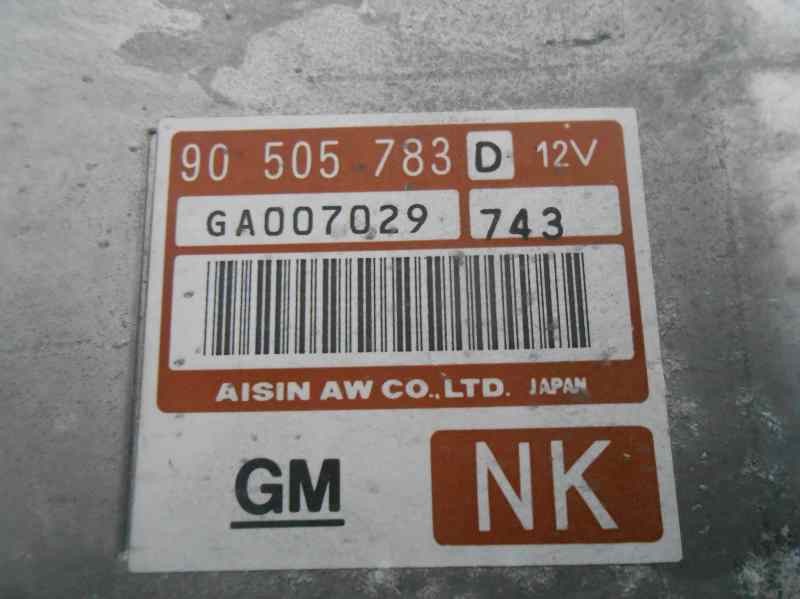 90 505 783 D 12V
GA007029 743
AISIN AW CO.,LTD. JAPAN
GM NK